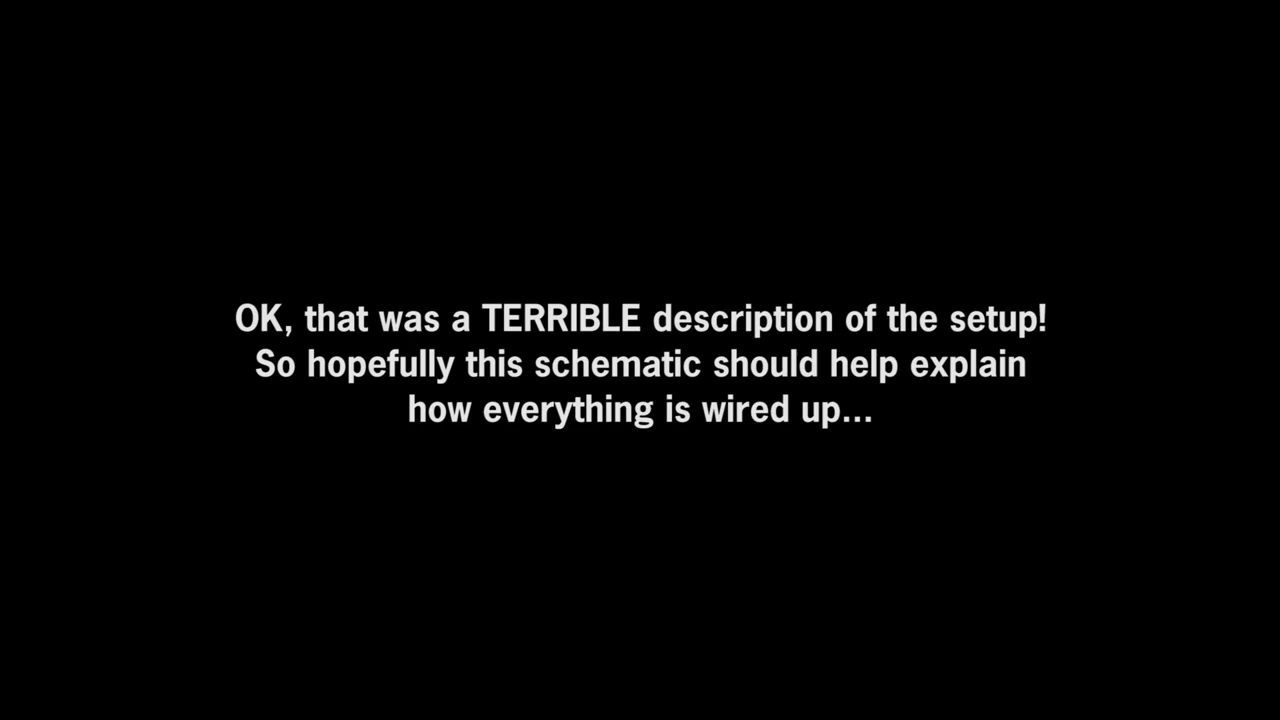 OK, that was a TERRIBLE description of the setup!
So hopefully this schematic should help explain
how everything is wired up...